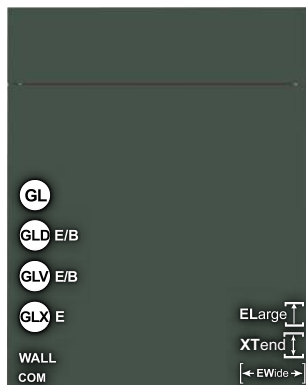 GL
GLD E/B
GLV E/B
GLX E
ELarge
XTend
WALL
EWide
COM